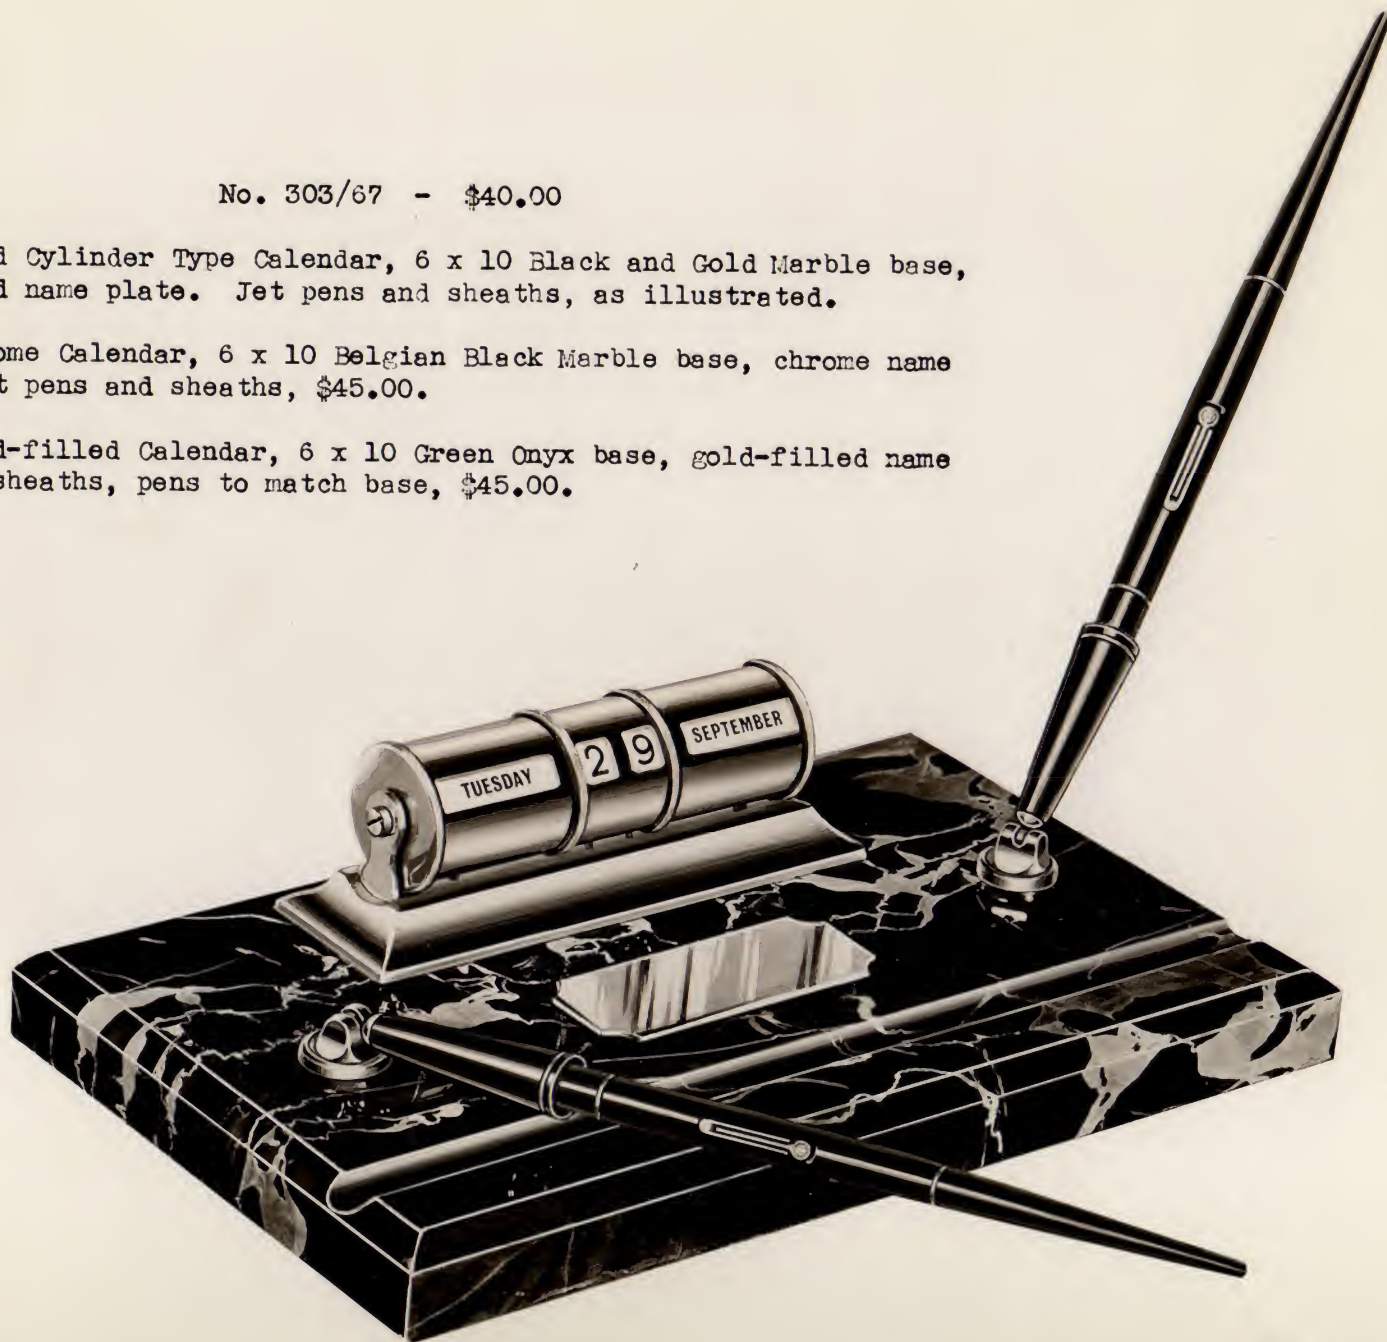 No. 303/67 - $40.00
Cylinder Type Calendar, 6 x 10 Black and Gold Marble base,
name plate. Jet pens and sheaths, as illustrated.
Calendar, 6 x 10 Belgian Black Marble base, chrome name
pens and sheaths, $45.00.
-filled Calendar, 6 x 10 Green Onyx base, gold-filled name
sheaths, pens to match base, $45.00.
TUESDAY 2 9 SEPTEMBER